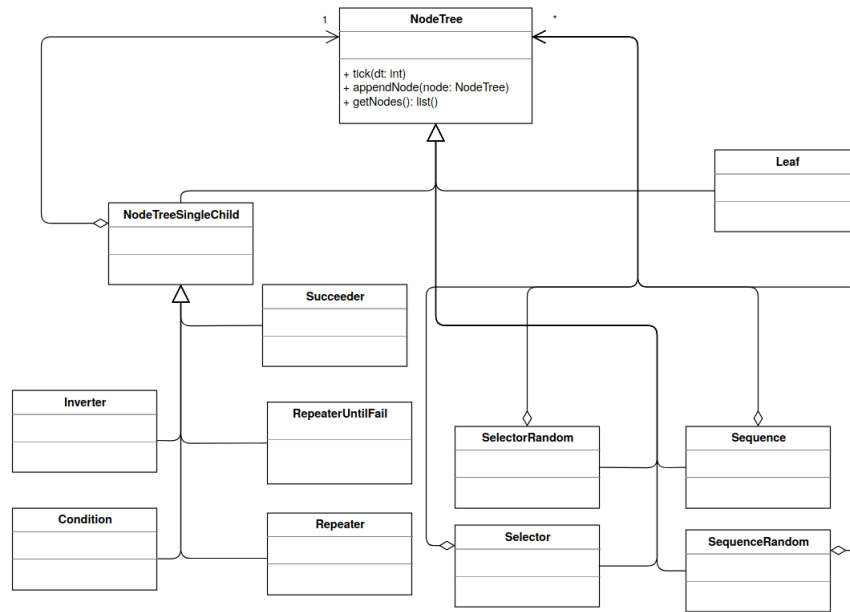 1
NodeTree
*
+ tick(dt: int)
+ appendNode(node: NodeTree)
+ getNodes(): list()
Leaf
NodeTreeSingleChild
Succeeder
Inverter
RepeaterUntilFail
SelectorRandom
Sequence
Condition
Repeater
Selector
SequenceRandom